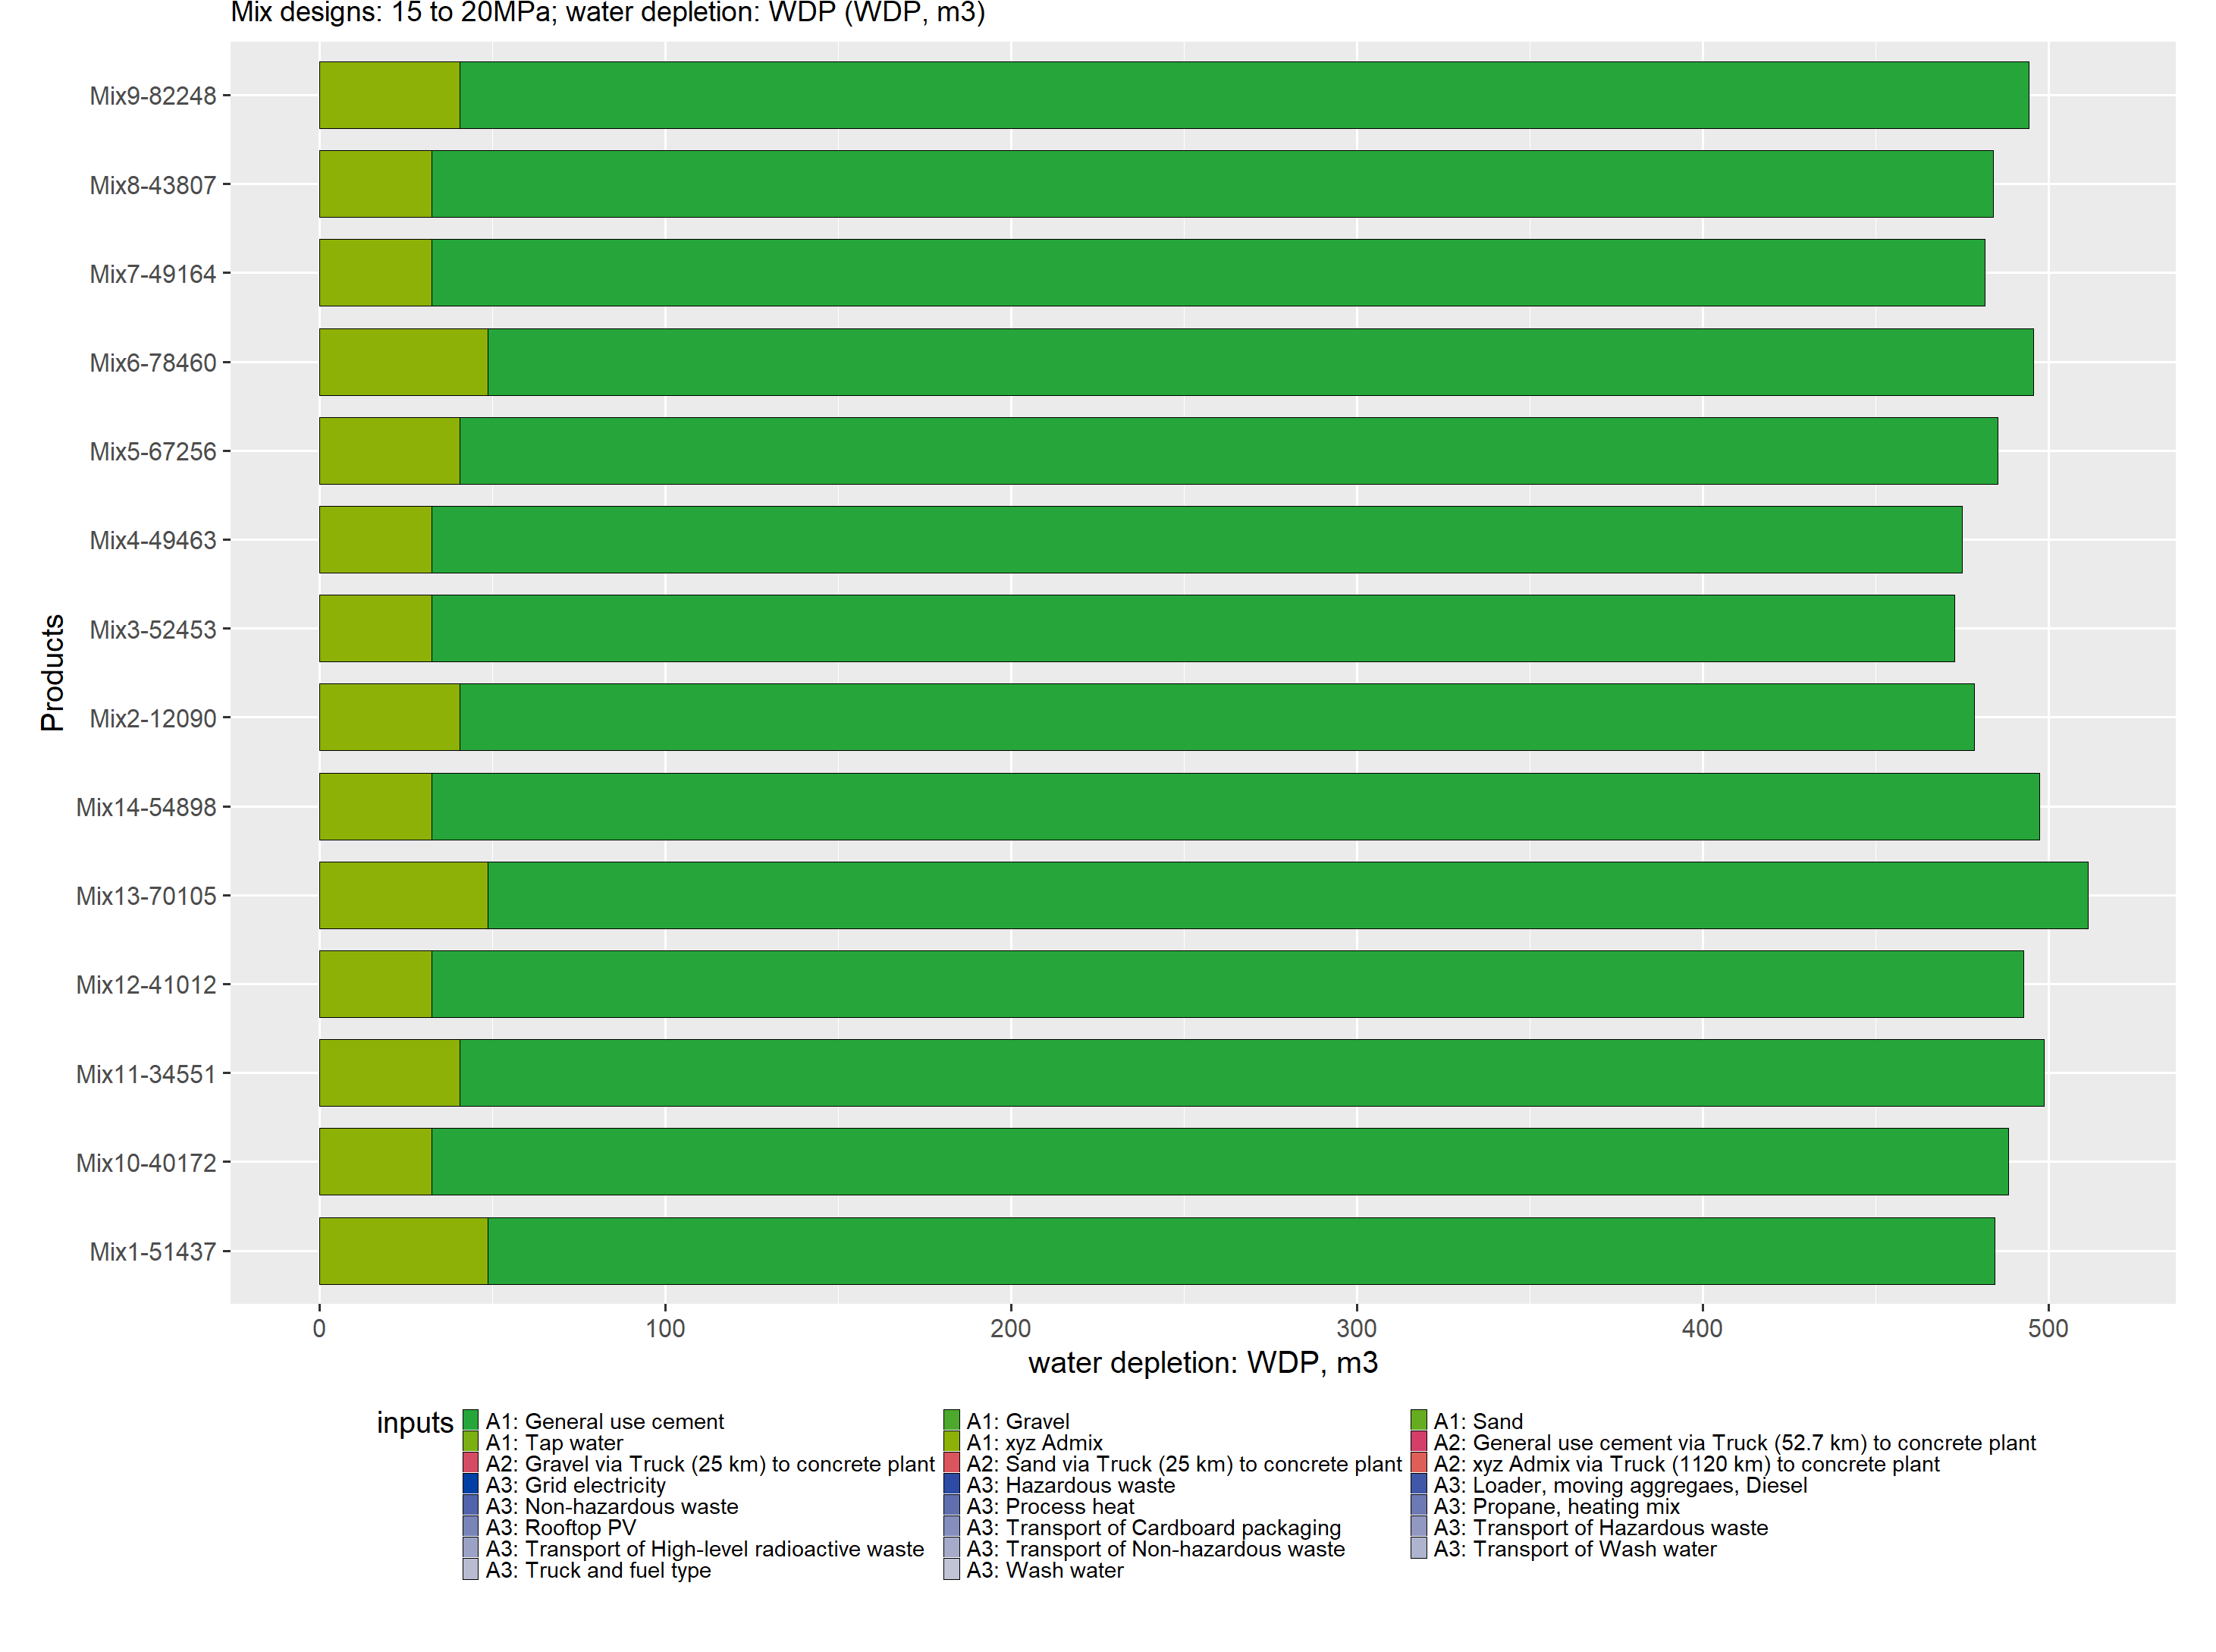 Mix designs: 15 to 20MPa; water depletion: WDP (WDP, m3)
Mix9-82248
Mix8-43807
Mix7-49164
Mix6-78460
Mix5-67256
Mix4-49463
Mix3-52453
Mix2-12090
Mix14-54898
Mix13-70105
Mix12-41012
Mix11-34551
Mix10-40172
Mix1-51437
Products
0 100 200 300 400 500
water depletion: WDP, m3
inputs
A1: General use cement A1: Gravel A1: Sand
A1: Tap water A1: xyz Admix A2: General use cement via Truck (52.7 km) to concrete plant
A2: Gravel via Truck (25 km) to concrete plant A2: Sand via Truck (25 km) to concrete plant A2: xyz Admix via Truck (1120 km) to concrete plant
A3: Grid electricity A3: Hazardous waste A3: Loader, moving aggregaes, Diesel
A3: Non-hazardous waste A3: Process heat A3: Propane, heating mix
A3: Rooftop PV A3: Transport of Cardboard packaging A3: Transport of Hazardous waste
A3: Transport of High-level radioactive waste A3: Transport of Non-hazardous waste A3: Transport of Wash water
A3: Truck and fuel type A3: Wash water